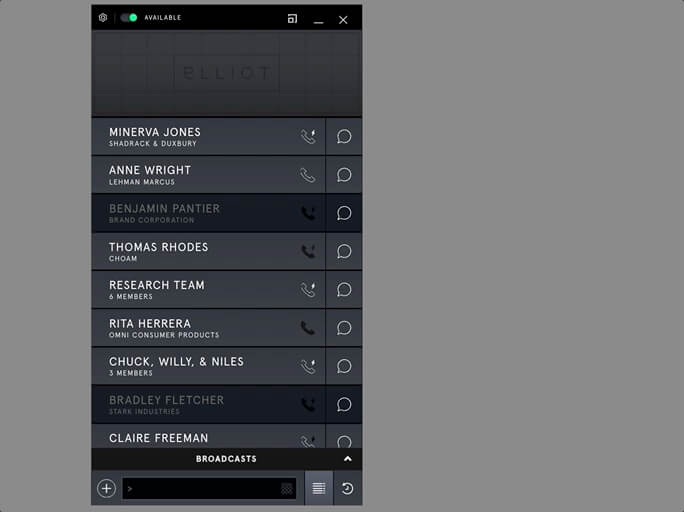 AVAILABLE
ELLIOT
MINERVA JONES
SHADRACK & DUXBURY
ANNE WRIGHT
LEHMAN MARCUS
BENJAMIN PANTIER
BRAND CORPORATION
THOMAS RHODES
CHOAM
RESEARCH TEAM
6 MEMBERS
RITA HERRERA
OMNI CONSUMER PRODUCTS
CHUCK, WILLY, & NILES
3 MEMBERS
BRADLEY FLETCHER
STARK INDUSTRIES
CLAIRE FREEMAN
BROADCASTS
>